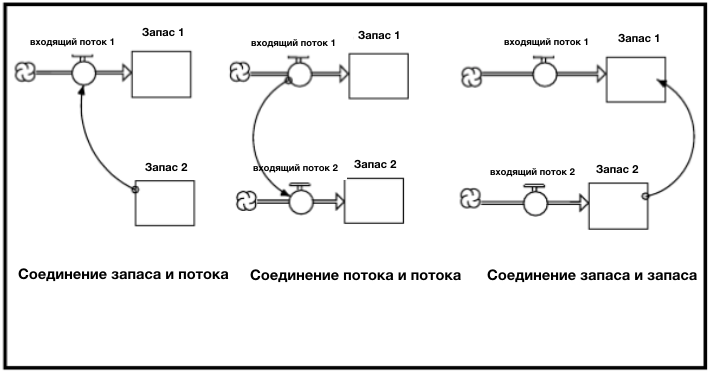 Запас 1
входящий поток 1
Запас 2
Соединение запаса и потока
Запас 1
входящий поток 1
входящий поток 2
Запас 2
Соединение потока и потока
Запас 1
входящий поток 1
входящий поток 2
Запас 2
Соединение запаса и запаса